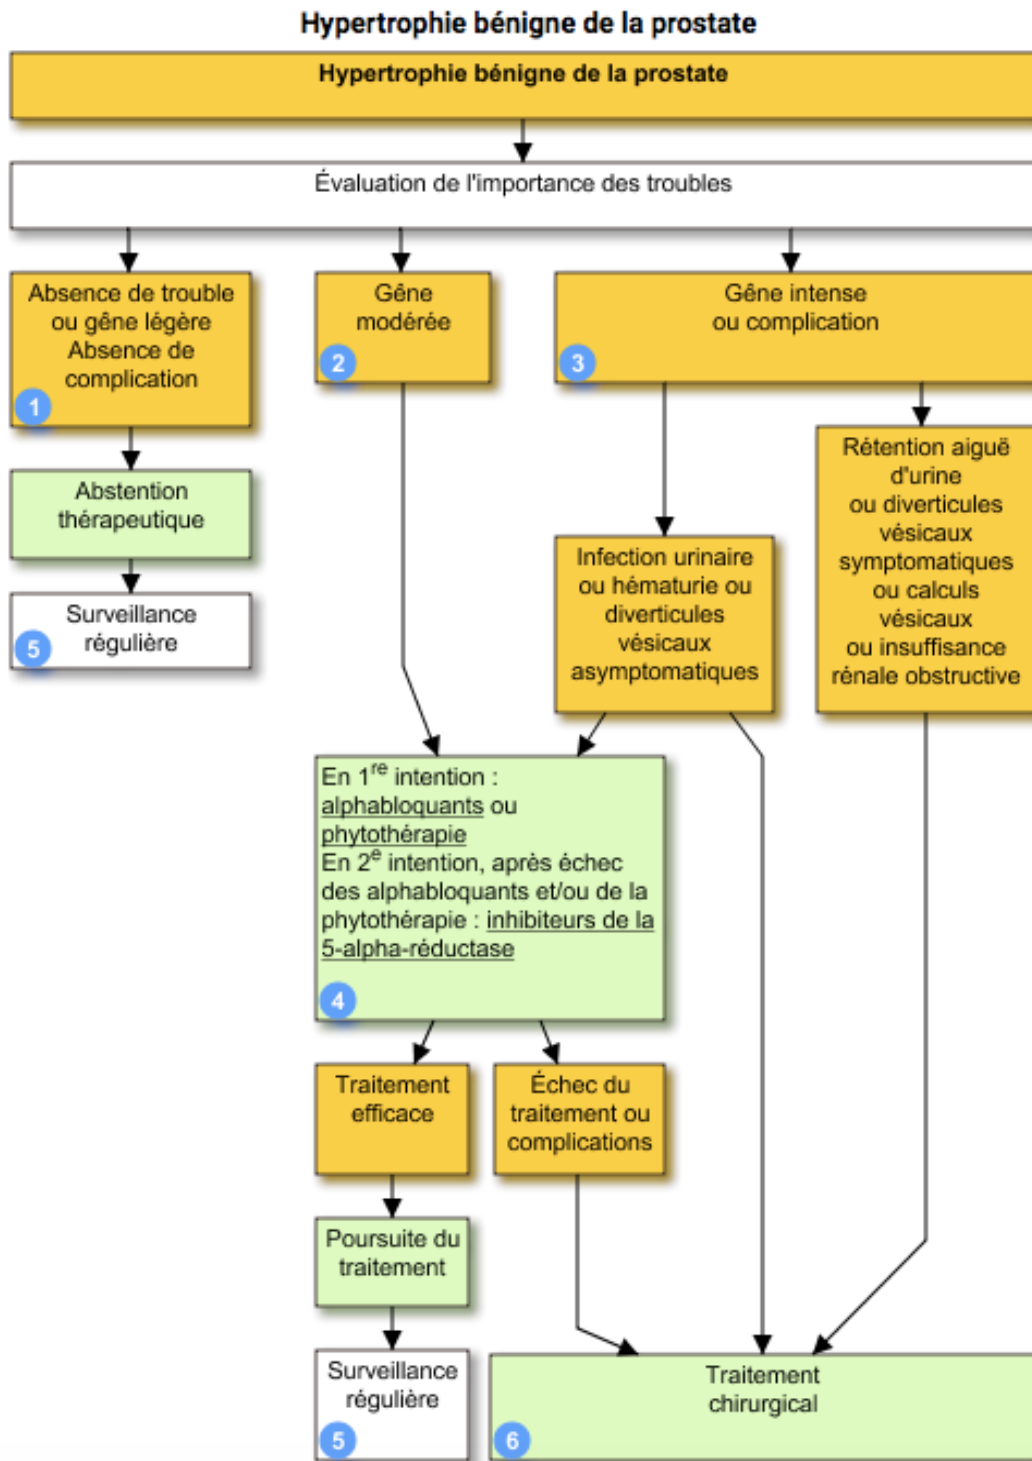 Hypertrophie bénigne de la prostate
Hypertrophie bénigne de la prostate
Évaluation de l'importance des troubles
Absence de trouble
ou gêne légère
Absence de
complication
1
Gêne
modérée
2
Gêne intense
ou complication
3
Abstention
thérapeutique
Surveillance
régulière
5
Infection urinaire
ou hématurie ou
diverticules
vésicaux
asymptomatiques
Rétention aiguë
d'urine
ou diverticules
vésicaux
symptomatiques
ou calculs
vésicaux
ou insuffisance
rénale obstructive
En 1re intention :
alphabloquants ou
phytothérapie
En 2e intention, après échec
des alphabloquants et/ou de la
phytothérapie : inhibiteurs de la
5-alpha-réductase
4
Traitement
efficace
Échec du
traitement ou
complications
Poursuite du
traitement
Surveillance
régulière
5
Traitement
chirurgical
6